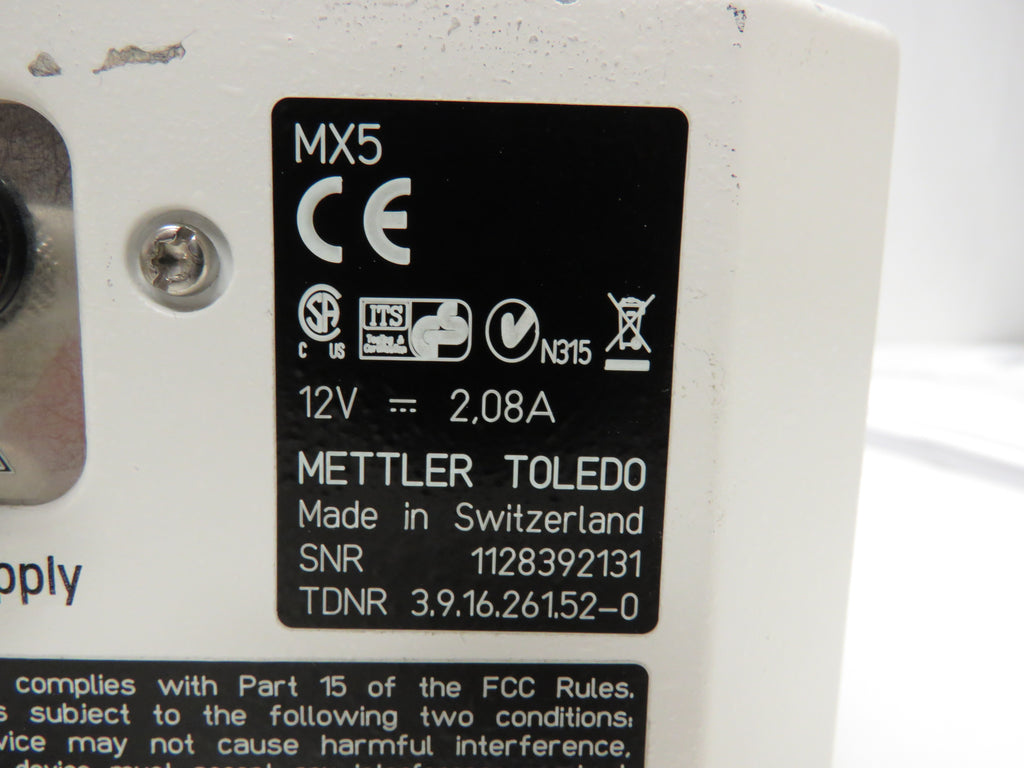 MX5
CE
C US
ITS
N315
12V 2,08A
METTLER TOLEDO
Made in Switzerland
SNR 1128392131
TDNR 3.9.16.261.52-0
pply
complies with Part 15 of the FCC Rules.
s subject to the following two conditions:
vice may not cause harmful interference,